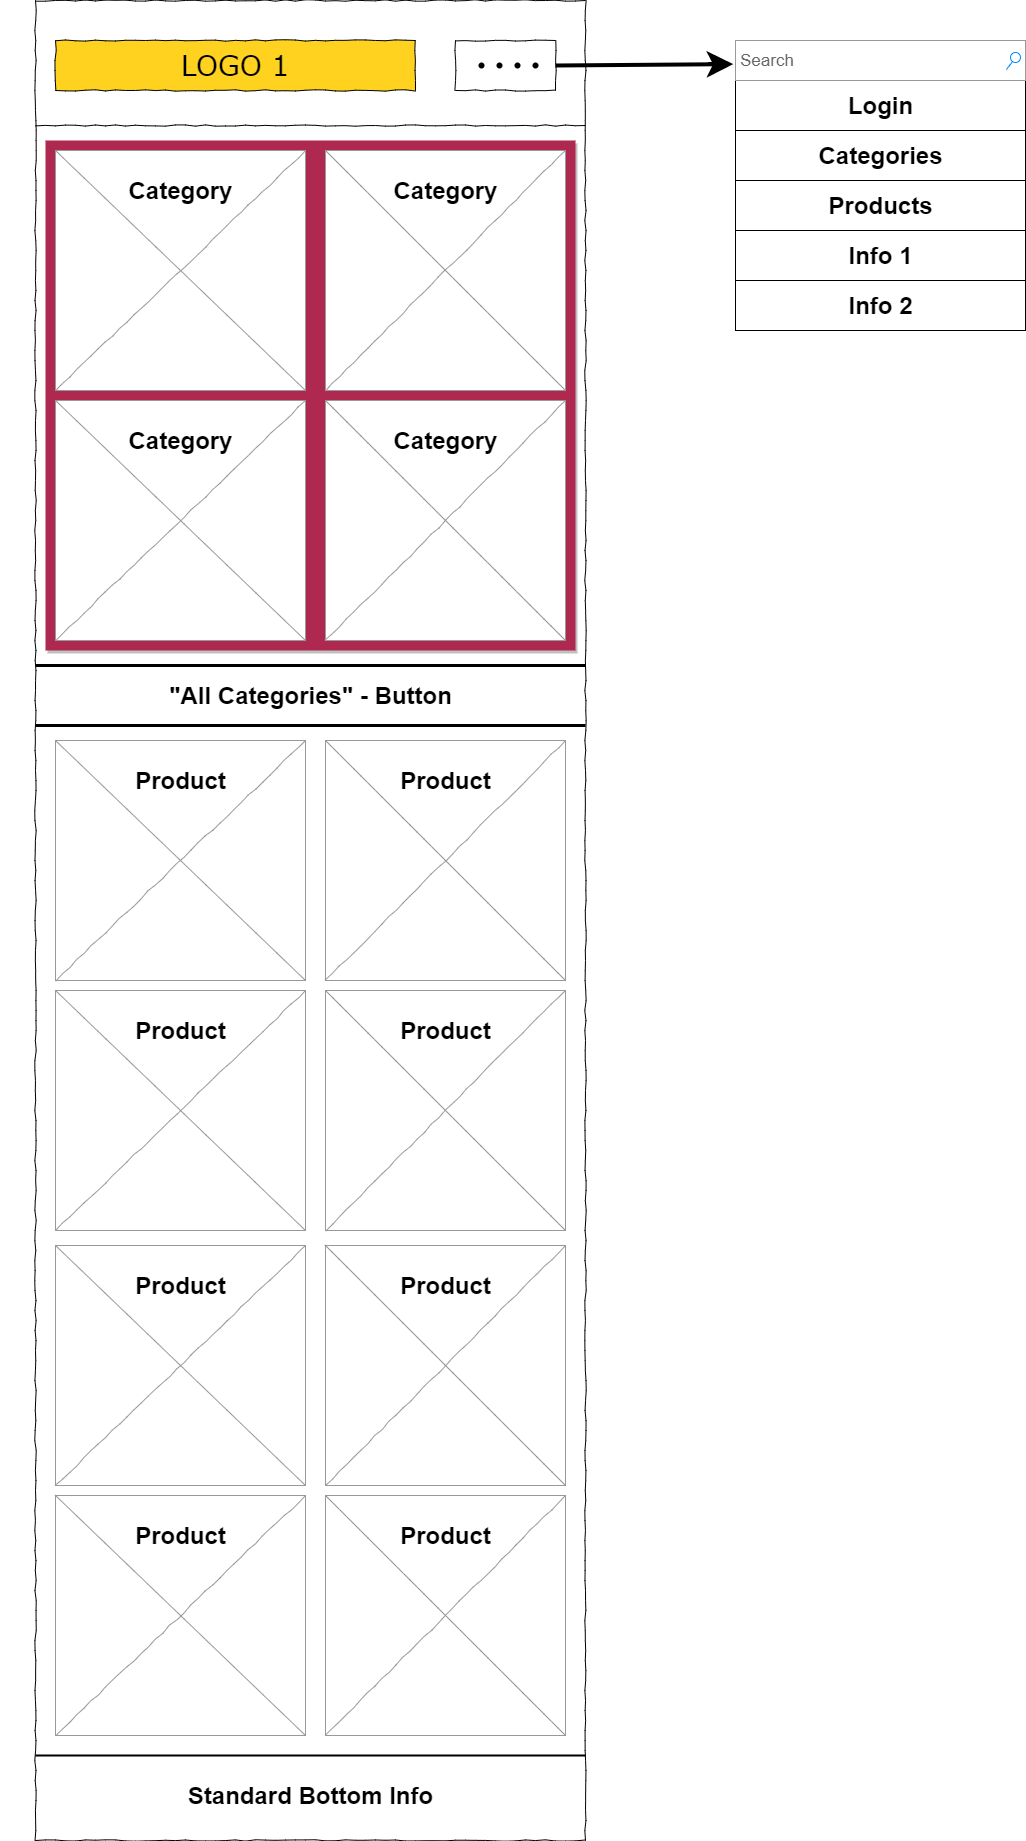 LOGO 1
....
Search
Login
Categories
Products
Info 1
Info 2
Category
Category
Category
Category
"All Categories" - Button
Product
Product
Product
Product
Product
Product
Product
Product
Standard Bottom Info